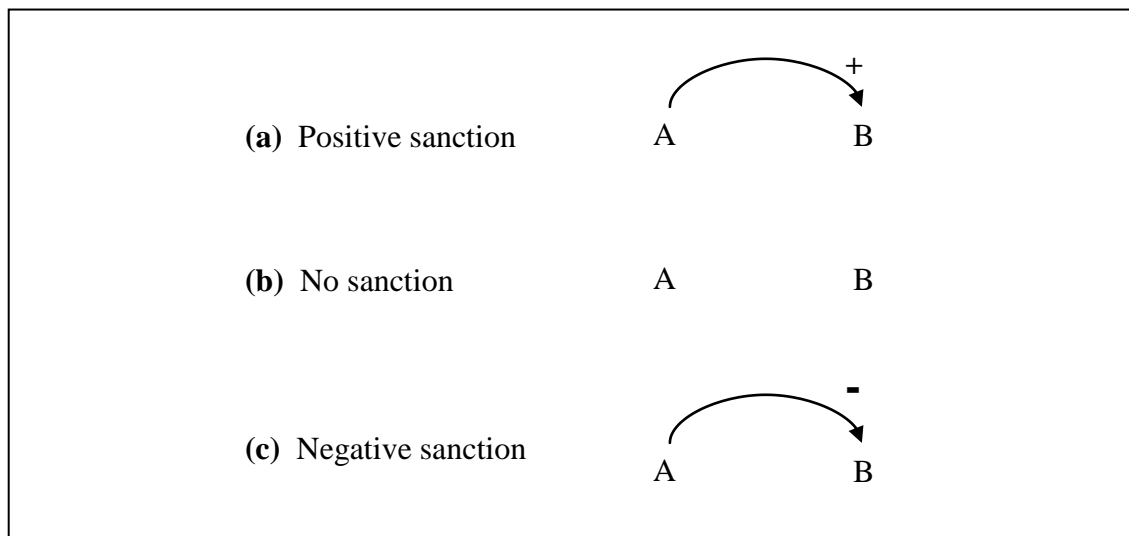 +
(a) Positive sanction A B
(b) No sanction A B
-
(c) Negative sanction A B